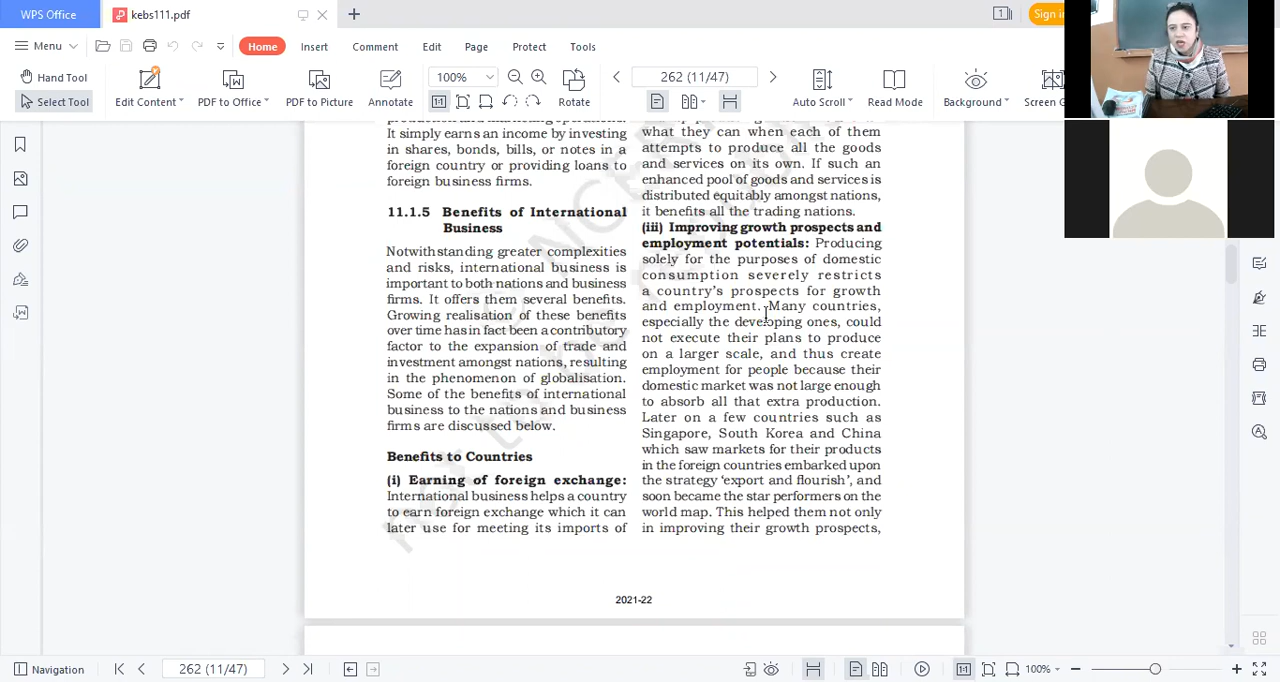 WPS Office
kebs111.pdf
1
Sign in
Menu
Home
Insert
Comment
Edit
Page
Protect
Tools
Hand Tool
Select Tool
Edit Content
PDF to Office
PDF to Picture
Annotate
100%
Rotate
262 (11/47)
Auto Scroll
Read Mode
Background
Screen G
production and marketing operations.
It simply earns an income by investing
in shares, bonds, bills, or notes in a
foreign country or providing loans to
foreign business firms.
11.1.5 Benefits of International
Business
Notwithstanding greater complexities
and risks, international business is
important to both nations and business
firms. It offers them several benefits.
Growing realisation of these benefits
over time has in fact been a contributory
factor to the expansion of trade and
investment amongst nations, resulting
in the phenomenon of globalisation.
Some of the benefits of international
business to the nations and business
firms are discussed below.
Benefits to Countries
(i) Earning of foreign exchange:
International business helps a country
to earn foreign exchange which it can
later use for meeting its imports of
what they can when each of them
attempts to produce all the goods
and services on its own. If such an
enhanced pool of goods and services is
distributed equitably amongst nations,
it benefits all the trading nations.
(iii) Improving growth prospects and
employment potentials: Producing
solely for the purposes of domestic
consumption severely restricts
a country's prospects for growth
and employment. Many countries,
especially the developing ones, could
not execute their plans to produce
on a larger scale, and thus create
employment for people because their
domestic market was not large enough
to absorb all that extra production.
Later on a few countries such as
Singapore, South Korea and China
which saw markets for their products
in the foreign countries embarked upon
the strategy 'export and flourish', and
soon became the star performers on the
world map. This helped them not only
in improving their growth prospects,
2021-22
Navigation
262 (11/47)
100%